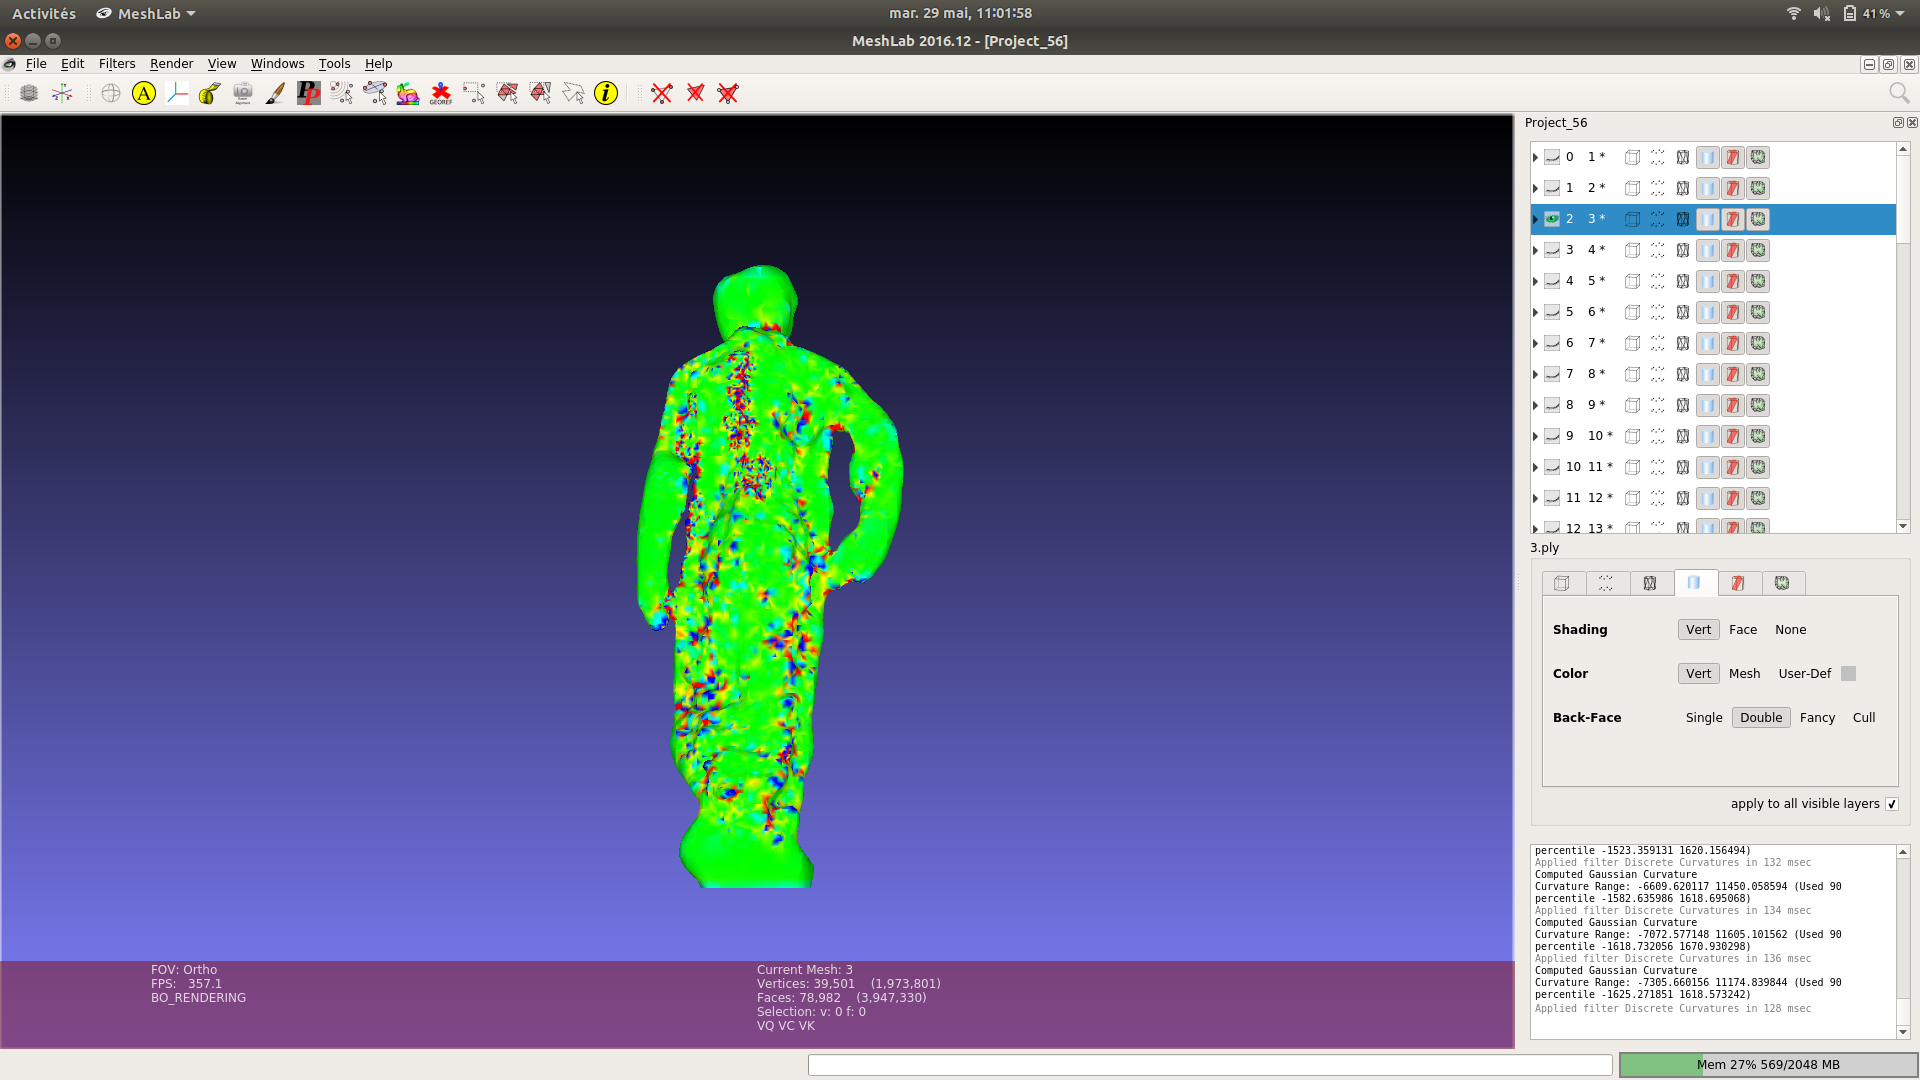 Activités MeshLab mar. 29 mai, 11:01:58 41 %
MeshLab 2016.12 - [Project_56]
File Edit Filters Render View Windows Tools Help
A PP GEOREF i
Project_56
0 1 *
1 2 *
2 3 *
3 4 *
4 5 *
5 6 *
6 7 *
7 8 *
8 9 *
9 10 *
10 11 *
11 12 *
12 13 *
3.ply
Shading Vert Face None
Color Vert Mesh User-Def
Back-Face Single Double Fancy Cull
apply to all visible layers
percentile -1523.359131 1620.156494)
Applied filter Discrete Curvatures in 132 msec
Computed Gaussian Curvature
Curvature Range: -6609.620117 11450.058594 (Used 90
percentile -1582.635986 1618.695068)
Applied filter Discrete Curvatures in 134 msec
Computed Gaussian Curvature
Curvature Range: -7072.577148 11605.101562 (Used 90
percentile -1618.732056 1670.930298)
Applied filter Discrete Curvatures in 136 msec
Computed Gaussian Curvature
Curvature Range: -7305.660156 11174.839844 (Used 90
percentile -1625.271851 1618.573242)
Applied filter Discrete Curvatures in 128 msec
FOV: Ortho
FPS: 357.1
BO_RENDERING
Current Mesh: 3
Vertices: 39,501 (1,973,801)
Faces: 78,982 (3,947,330)
Selection: v: 0 f: 0
VQ VC VK
Mem 27% 569/2048 MB